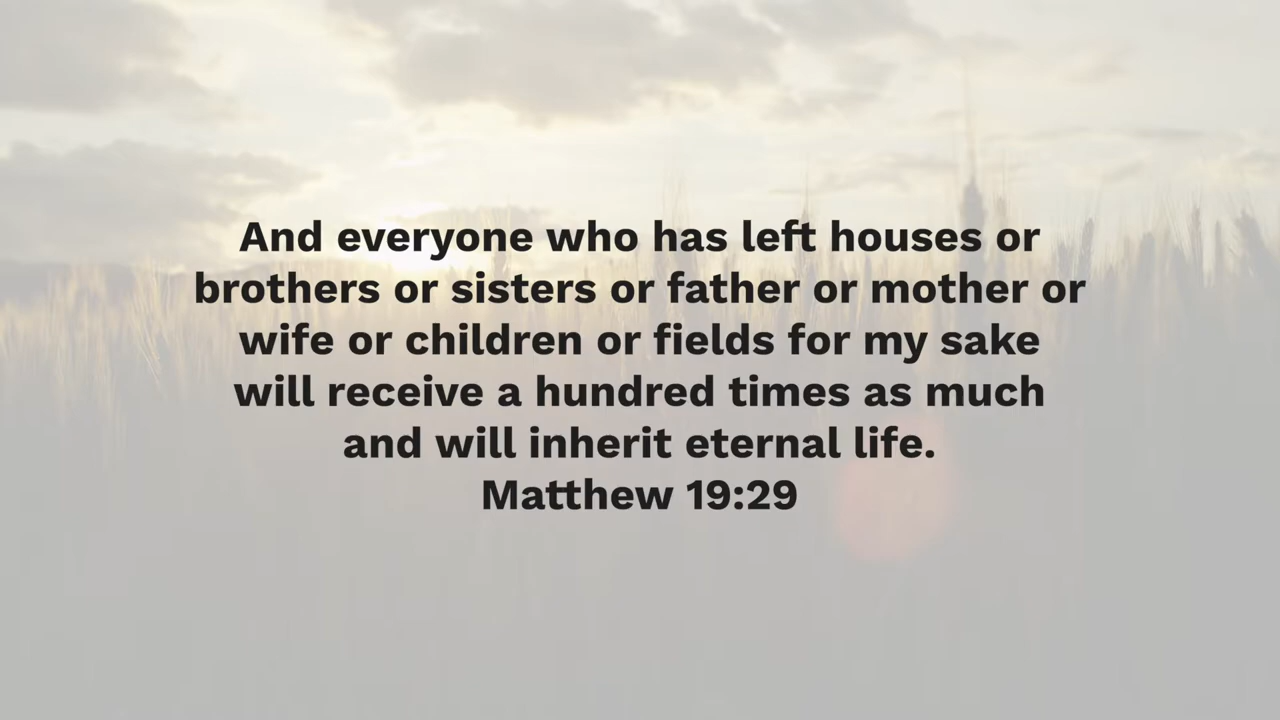 And everyone who has left houses or
brothers or sisters or father or mother or
wife or children or fields for my sake
will receive a hundred times as much
and will inherit eternal life.
Matthew 19:29